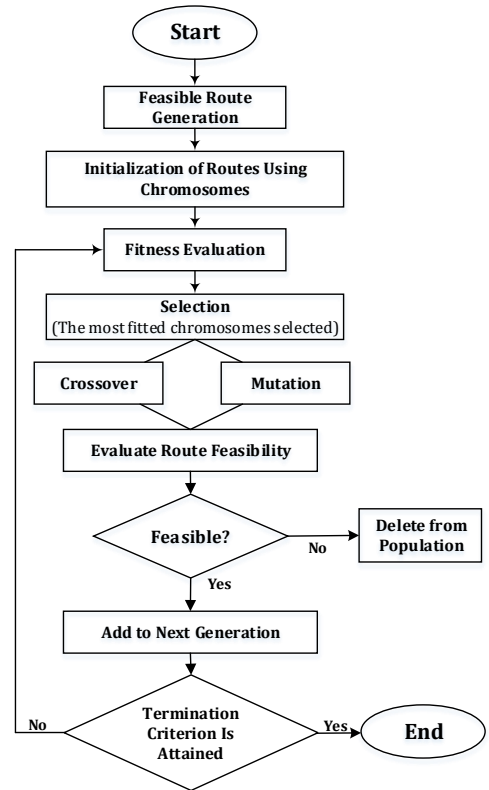 Start
Feasible Route
Generation
Initialization of Routes Using
Chromosomes
Fitness Evaluation
Selection
(The most fitted chromosomes selected)
Crossover
Mutation
Evaluate Route Feasibility
Feasible?
No
Delete from
Population
Yes
Add to Next Generation
Termination
Criterion Is
Attained
No
Yes
End